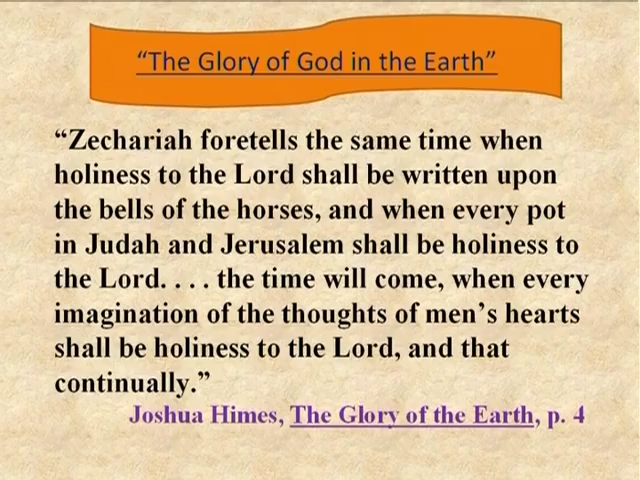 “The Glory of God in the Earth”
“Zechariah foretells the same time when
holiness to the Lord shall be written upon
the bells of the horses, and when every pot
in Judah and Jerusalem shall be holiness to
the Lord. . . . the time will come, when every
imagination of the thoughts of men’s hearts
shall be holiness to the Lord, and that
continually.”
Joshua Himes, The Glory of the Earth, p. 4